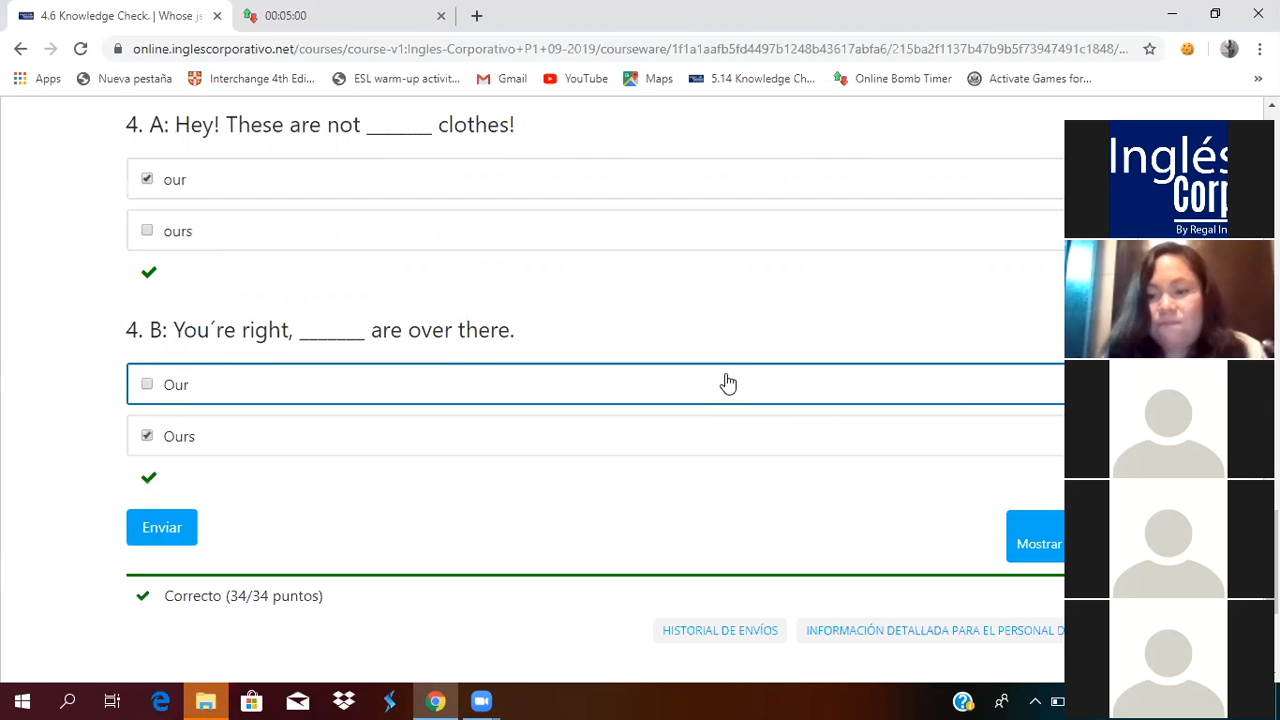 4.6 Knowledge Check. | Whose js
00:05:00
online.inglescorporativo.net/courses/course-v1:Ingles-Corporativo+P1+09-2019/courseware/1f1a1aafb5fd4497b1248b43617abfa6/215ba2f1137b47b9b5f73947491c1848/...
Apps
Nueva pestaña
Interchange 4th Edi...
ESL warm-up activit...
Gmail
YouTube
Maps
5.14 Knowledge Ch...
Online Bomb Timer
Activate Games for...
»
4. A: Hey! These are not _______ clothes!
our
ours
4. B: You´re right, _______ are over there.
Our
Ours
Enviar
Mostrar
Correcto (34/34 puntos)
HISTORIAL DE ENVÍOS
INFORMACIÓN DETALLADA PARA EL PERSONAL D
Inglés
Corp
By Regal In